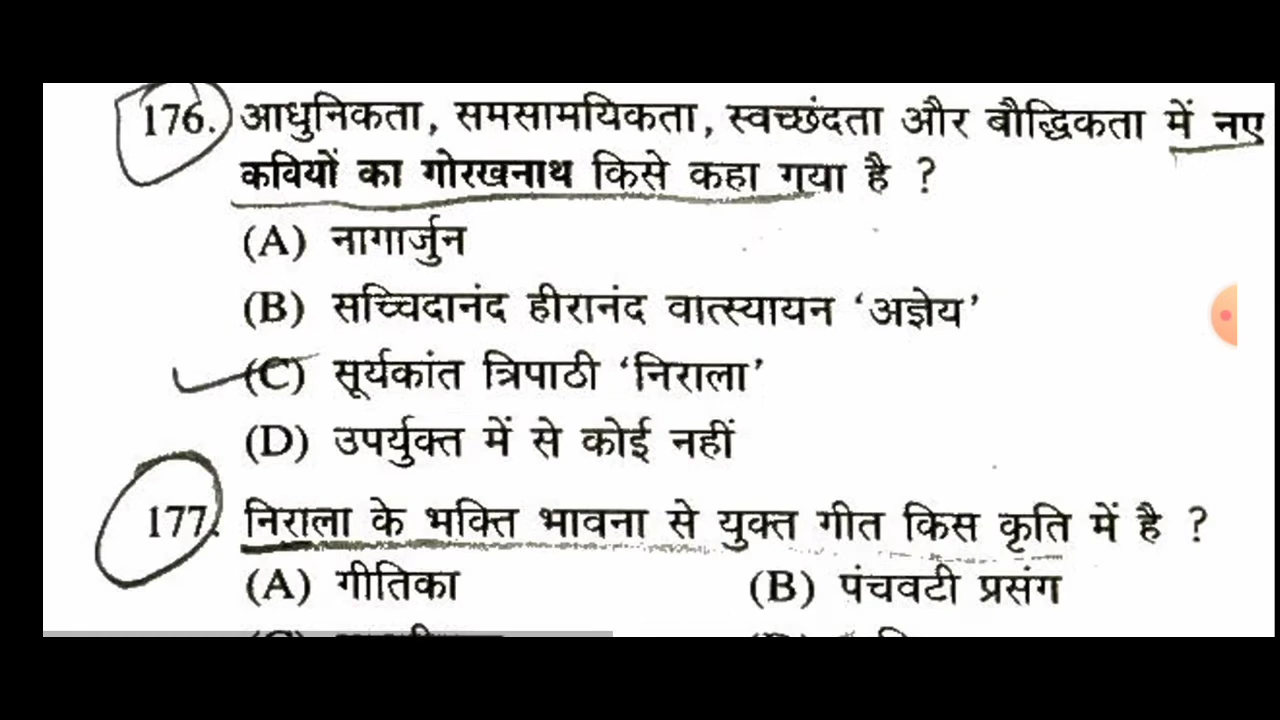 176. आधुनिकता, समसामयिकता, स्वच्छंदता और बौद्धिकता में नए
कवियों का गोरखनाथ किसे कहा गया है ?
(A) नागार्जुन
(B) सच्चिदानंद हीरानंद वात्स्यायन ‘अज्ञेय’
(C) सूर्यकांत त्रिपाठी ‘निराला’
(D) उपर्युक्त में से कोई नहीं
177. निराला के भक्ति भावना से युक्त गीत किस कृति में है ?
(A) गीतिका (B) पंचवटी प्रसंग